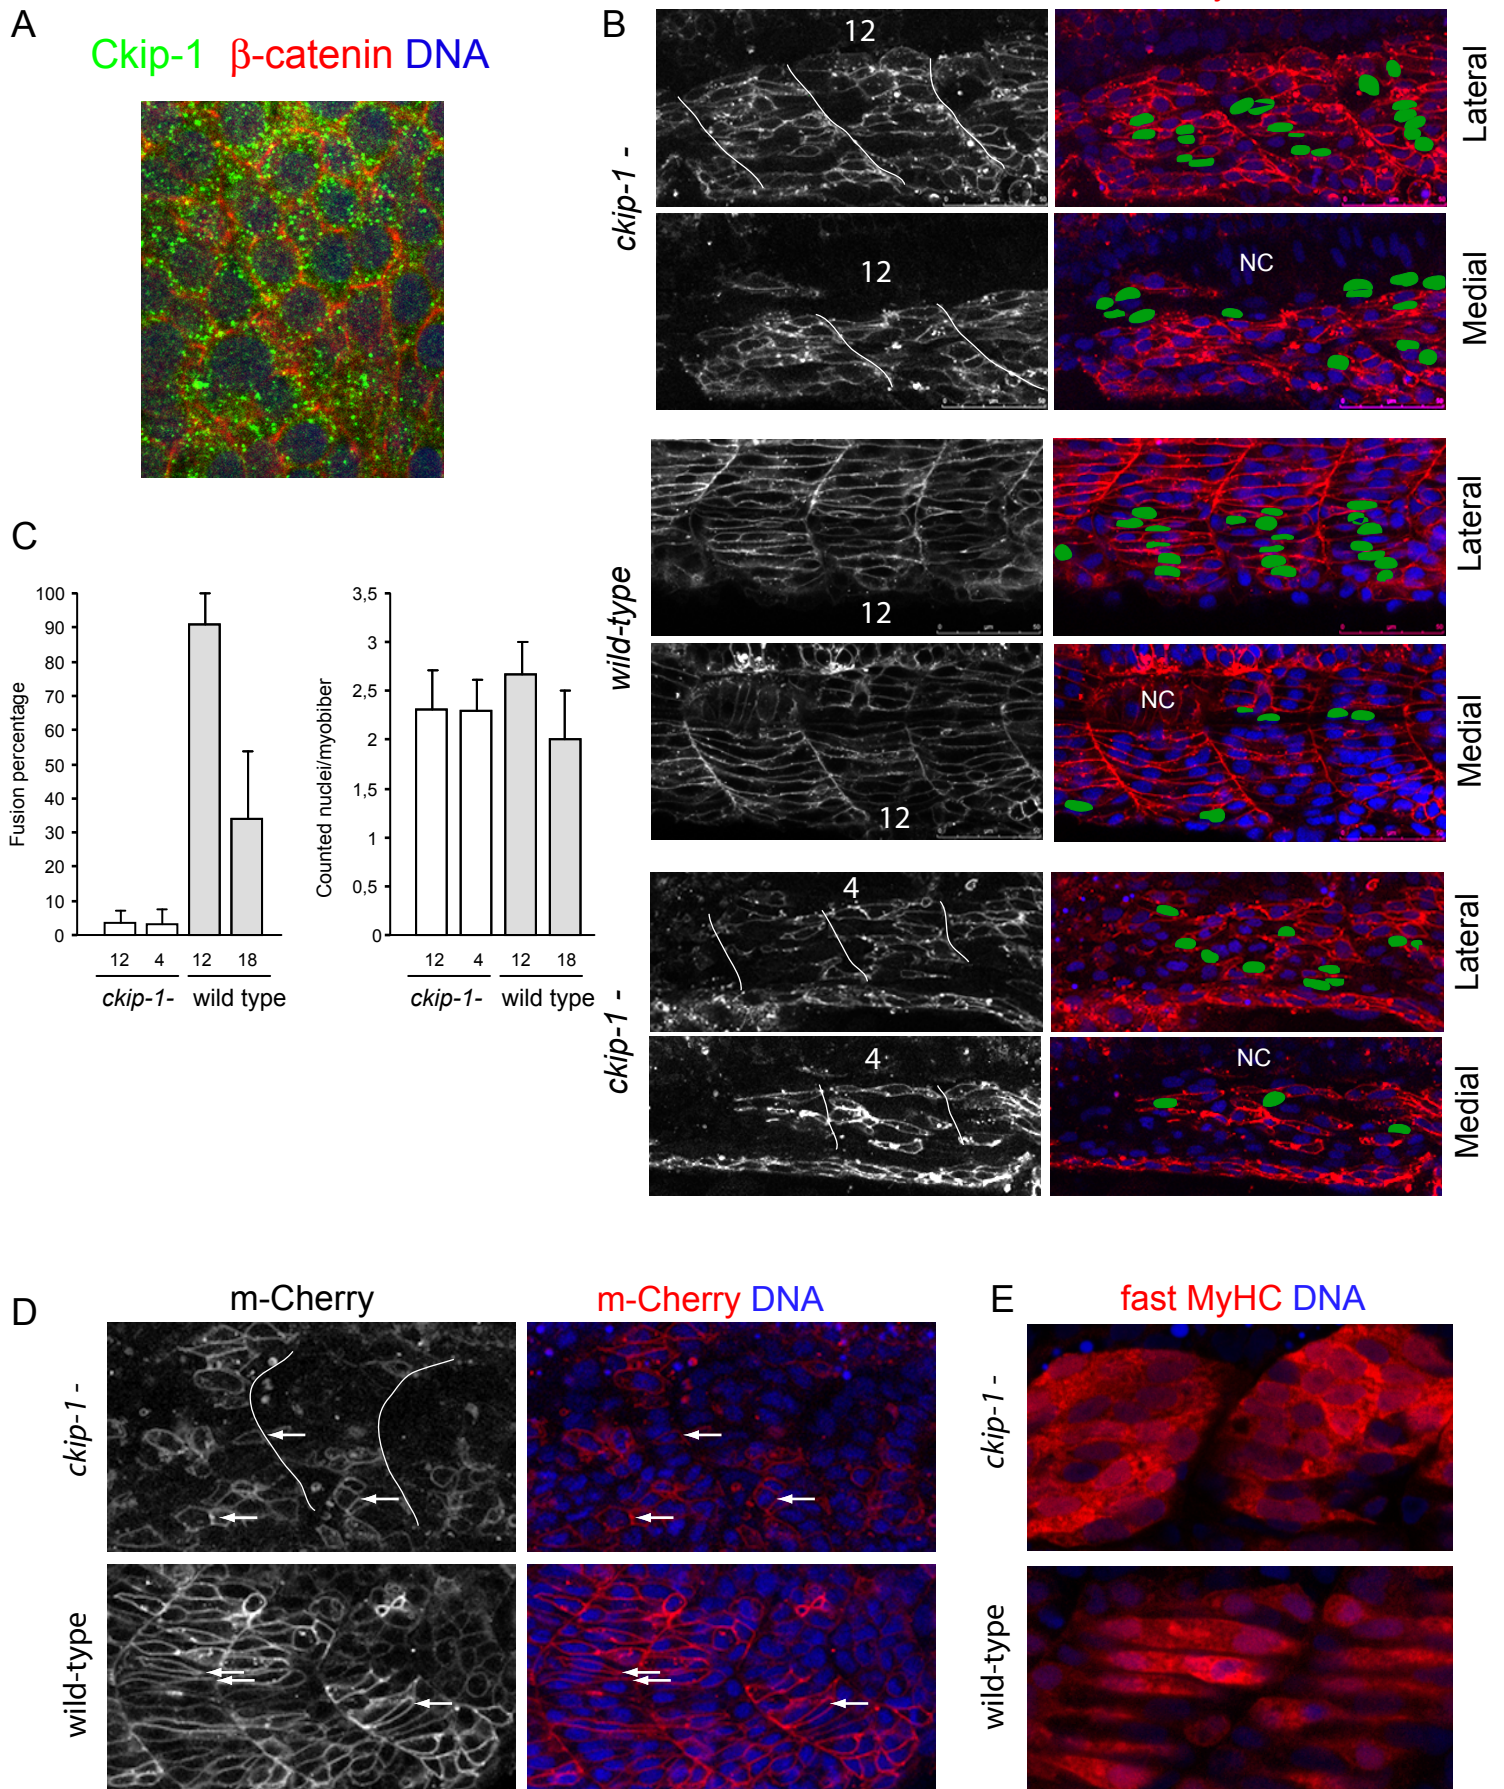 A
Ckip-1 β-catenin DNA
B
ckip-1 -
12
Lateral
12
NC
Medial
wild-type
12
Lateral
NC
12
Medial
ckip-1 -
4
Lateral
4
NC
Medial
C
Fusion percentage
100
90
80
70
60
50
40
30
20
10
0
12 4 12 18
ckip-1- wild type
Counted nuclei/myobiber
3,5
3
2,5
2
1,5
1
0,5
0
12 4 12 18
ckip-1- wild type
D
m-Cherry
m-Cherry DNA
ckip-1 -
wild-type
E
fast MyHC DNA
ckip-1 -
wild-type